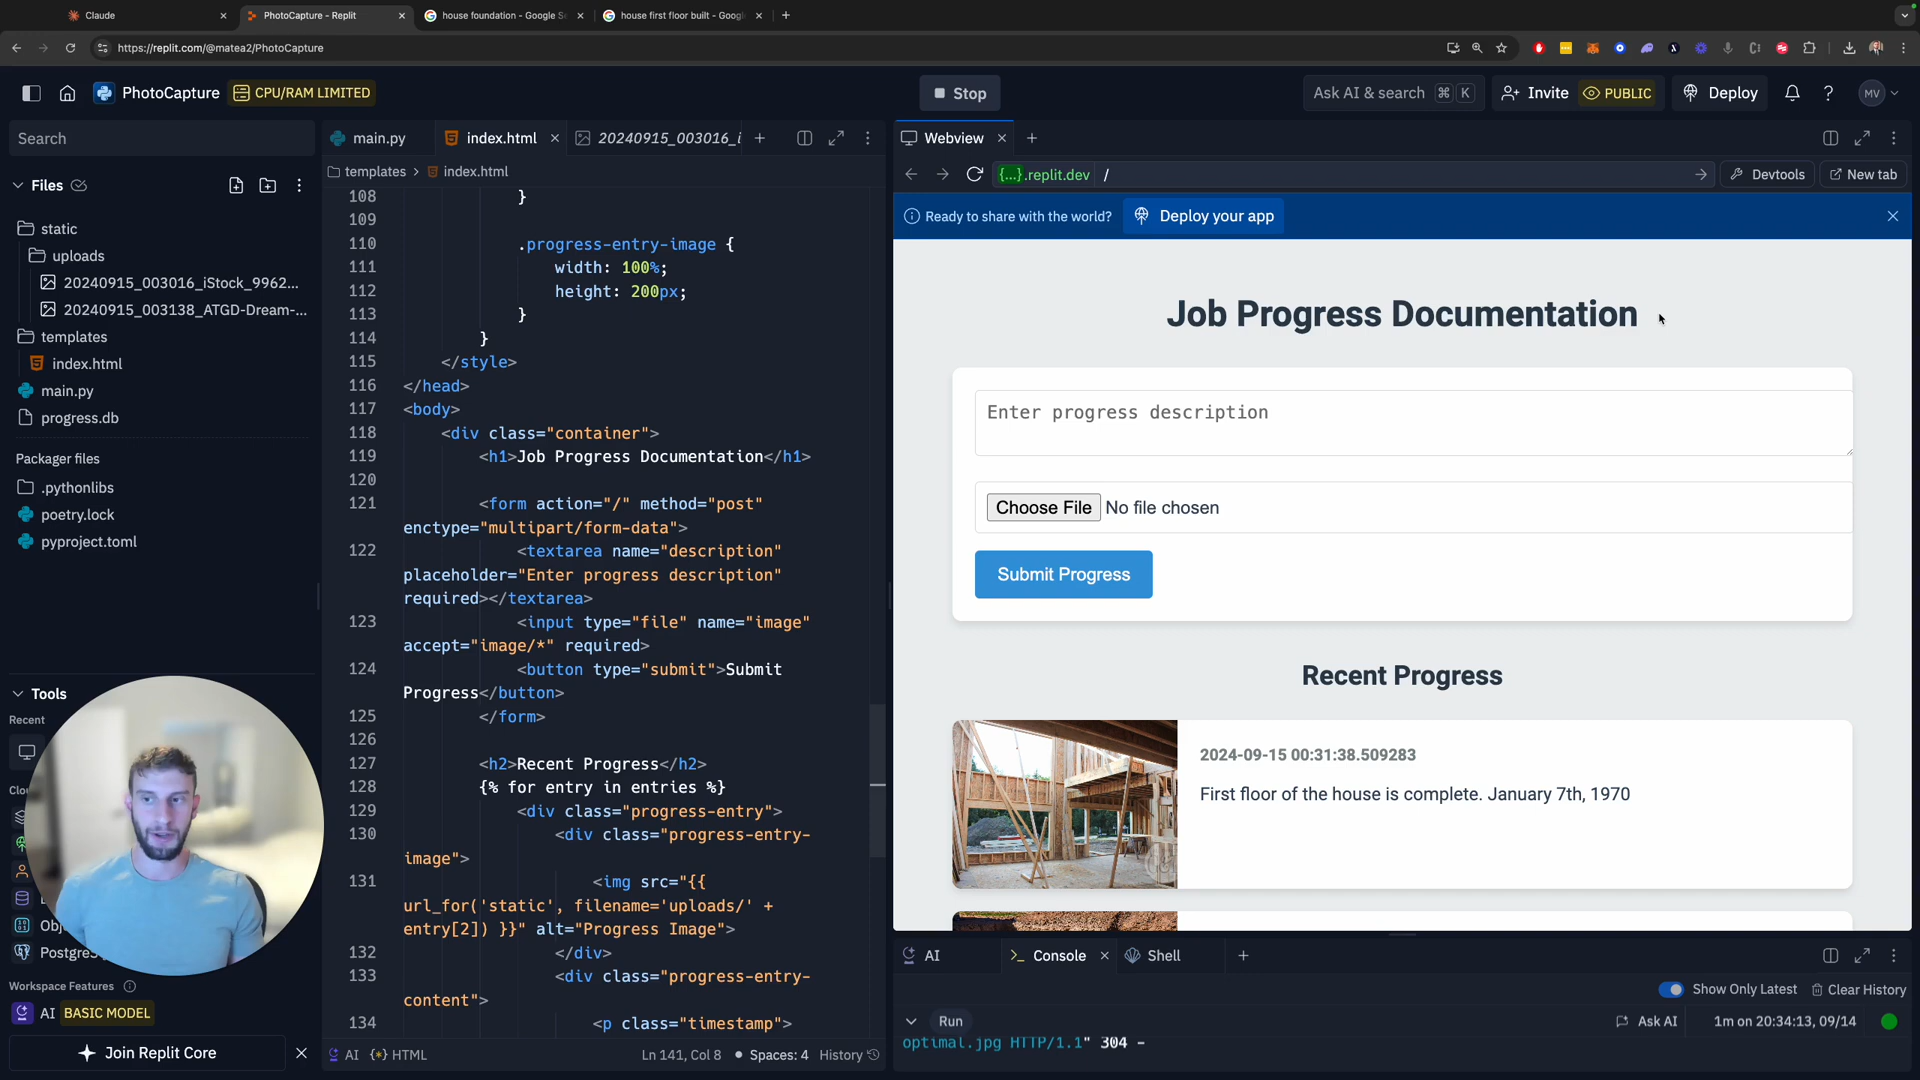 Claude
PhotoCapture - Replit
house foundation - Google Se
house first floor built - Googl
https://replit.com/@matea2/PhotoCapture
PhotoCapture
CPU/RAM LIMITED
Stop
Ask AI & search ⌘ K
Invite
PUBLIC
Deploy
MV
Search
main.py
index.html
20240915_003016_i
Webview
Files
templates > index.html
{...}.replit.dev /
Devtools
New tab
Ready to share with the world?
Deploy your app
static
uploads
20240915_003016_iStock_9962...
20240915_003138_ATGD-Dream-...
templates
index.html
main.py
progress.db
Packager files
.pythonlibs
poetry.lock
pyproject.toml
Tools
Recent
Clo
Obj
Postgre
Workspace Features
AI BASIC MODEL
Join Replit Core
108 }
109
110 .progress-entry-image {
111 width: 100%;
112 height: 200px;
113 }
114 }
115 </style>
116 </head>
117 <body>
118 <div class="container">
119 <h1>Job Progress Documentation</h1>
120
121 <form action="/" method="post"
enctype="multipart/form-data">
122 <textarea name="description"
placeholder="Enter progress description"
required></textarea>
123 <input type="file" name="image"
accept="image/*" required>
124 <button type="submit">Submit
Progress</button>
125 </form>
126
127 <h2>Recent Progress</h2>
128 {% for entry in entries %}
129 <div class="progress-entry">
130 <div class="progress-entry-
image">
131 <img src="{{
url_for('static', filename='uploads/' +
entry[2]) }}" alt="Progress Image">
132 </div>
133 <div class="progress-entry-
content">
134 <p class="timestamp">
AI {*} HTML
Ln 141, Col 8
Spaces: 4
History
Job Progress Documentation
Enter progress description
Choose File No file chosen
Submit Progress
Recent Progress
2024-09-15 00:31:38.509283
First floor of the house is complete. January 7th, 1970
AI
Console
Shell
Show Only Latest
Clear History
Run
Ask AI
1m on 20:34:13, 09/14
optimal.jpg HTTP/1.1" 304 -